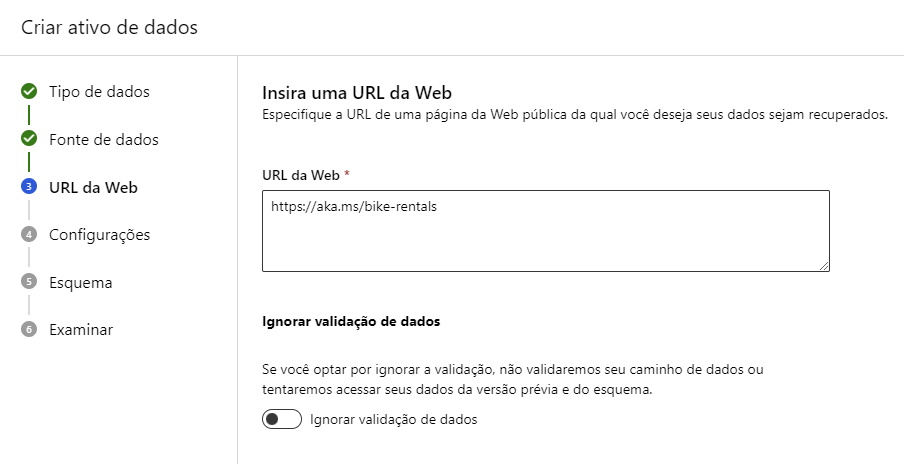 Criar ativo de dados
Tipo de dados
Fonte de dados
3 URL da Web
4 Configurações
5 Esquema
6 Examinar
Insira uma URL da Web
Especifique a URL de uma página da Web pública da qual você deseja seus dados sejam recuperados.
URL da Web *
https://aka.ms/bike-rentals
Ignorar validação de dados
Se você optar por ignorar a validação, não validaremos seu caminho de dados ou
tentaremos acessar seus dados da versão prévia e do esquema.
Ignorar validação de dados